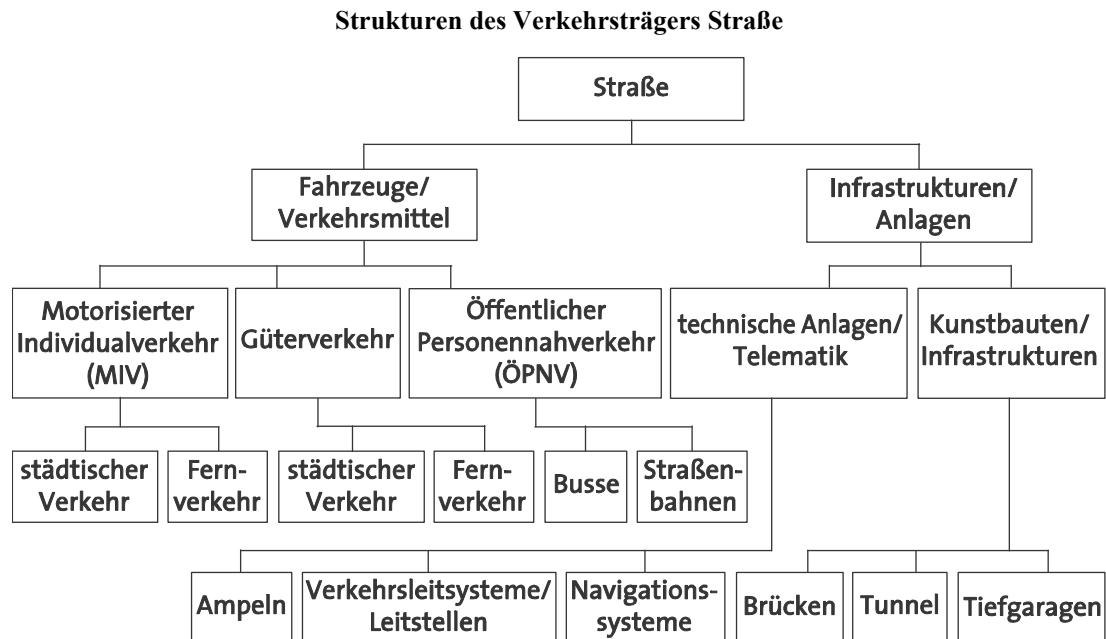 Strukturen des Verkehrsträgers Straße
Straße
Fahrzeuge/
Verkehrsmittel
Infrastrukturen/
Anlagen
Motorisierter
Individualverkehr
(MIV)
Güterverkehr
Öffentlicher
Personennahverkehr
(ÖPNV)
technische Anlagen/
Telematik
Kunstbauten/
Infrastrukturen
städtischer
Verkehr
Fern-
verkehr
städtischer
Verkehr
Fern-
verkehr
Busse
Straßen-
bahnen
Ampeln
Verkehrsleitsysteme/
Leitstellen
Navigations-
systeme
Brücken
Tunnel
Tiefgaragen